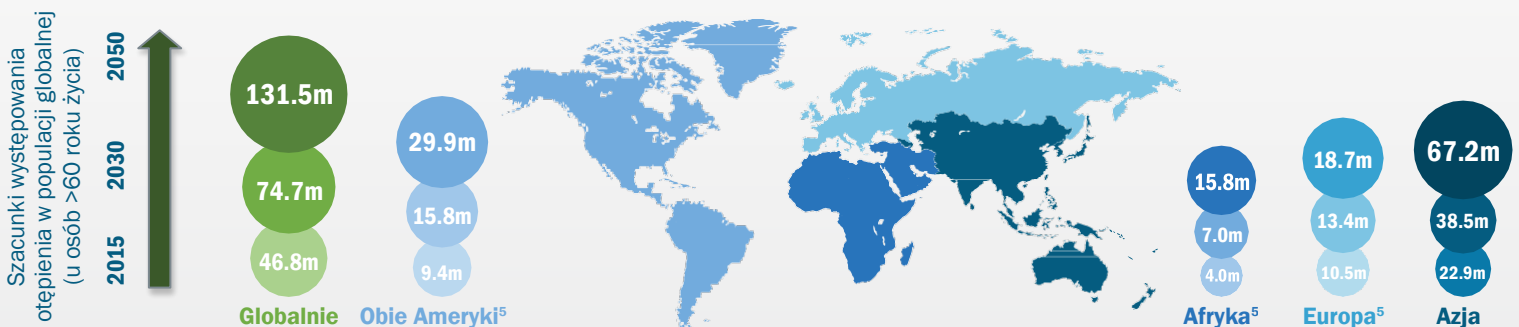 Szacunki występowania
otępienia w populacji globalnej
(u osób >60 roku życia)
2050
2030
2015
131.5m
74.7m
46.8m
Globalnie
29.9m
15.8m
9.4m
Obie Ameryki⁵
15.8m
7.0m
4.0m
Afryka⁵
18.7m
13.4m
10.5m
Europa⁵
67.2m
38.5m
22.9m
Azja